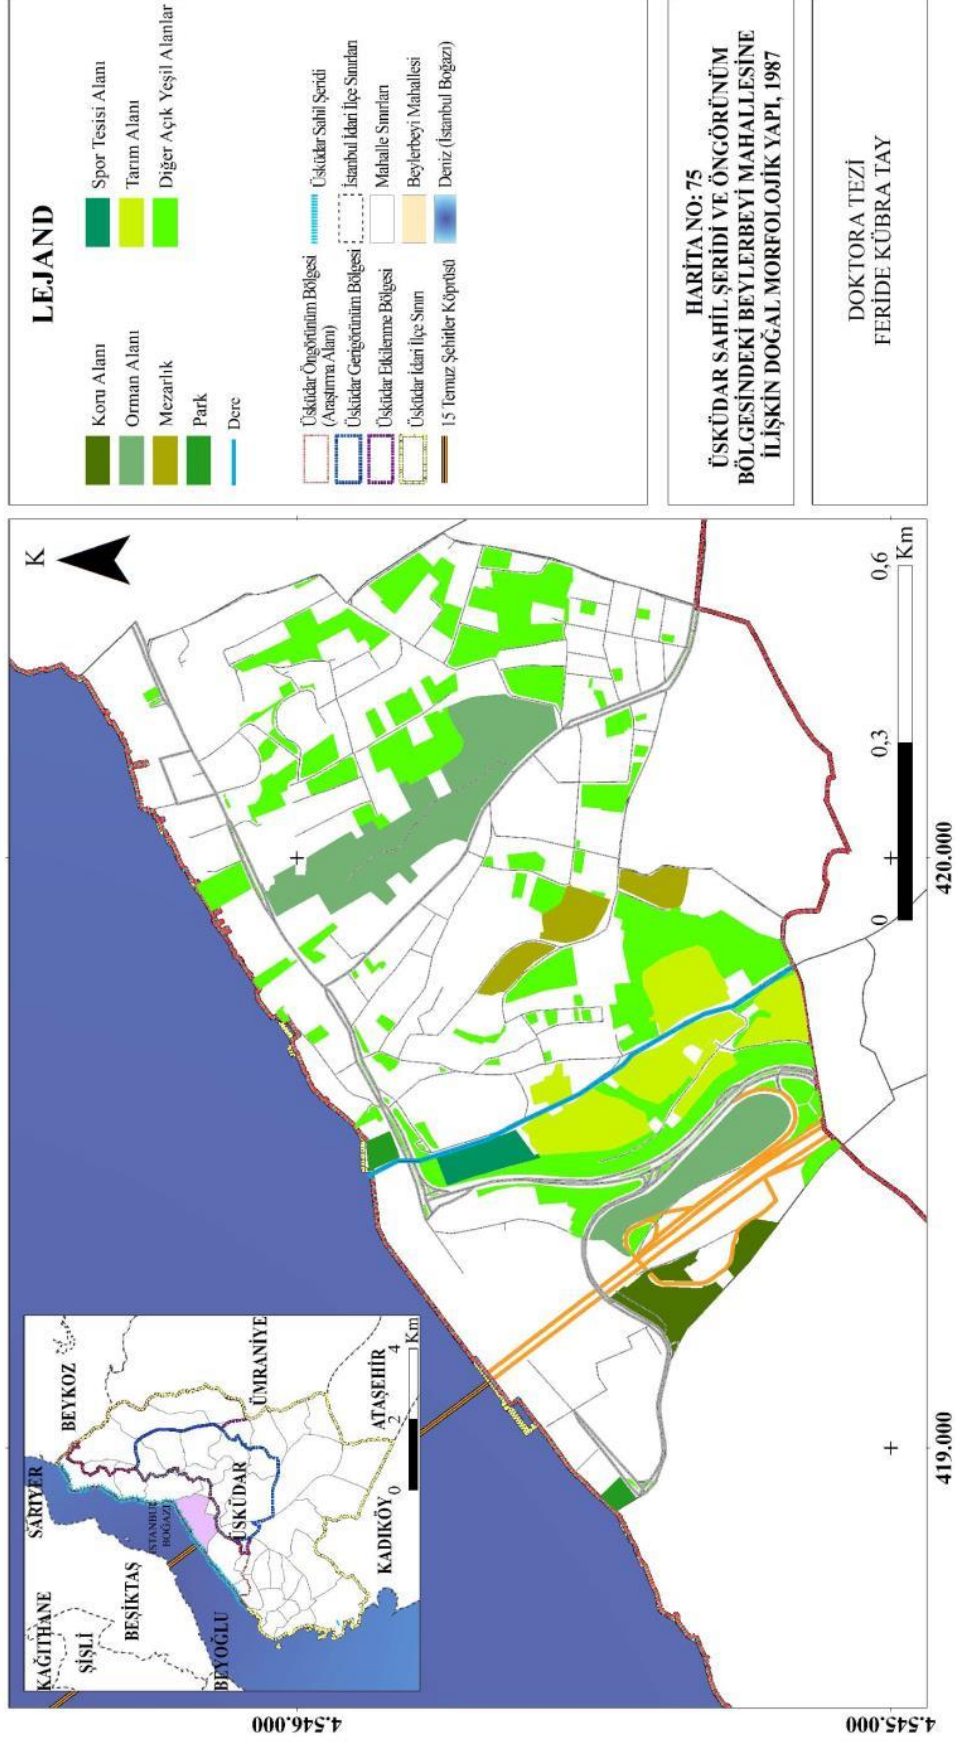 LEJAND
Koru Alanı
Orman Alanı
Mezarlık
Park
Dere
Spor Tesisi Alanı
Tarım Alanı
Diğer Açık Yeşil Alanlar
Üsküdar Öngörünüm Bölgesi
(Araştırma Alanı)
Üsküdar Gerigörünüm Bölgesi
Üsküdar Etkilenme Bölgesi
Üsküdar İdari İlçe Sınırı
15 Temuz Şehitler Köprüsü
Üsküdar Sahil Şeridi
İstanbul İdari İlçe Sınırları
Mahalle Sınırları
Beylerbeyi Mahallesi
Deniz (İstanbul Boğazı)
HARİTA NO: 75
ÜSKÜDAR SAHİL ŞERİDİ VE ÖNGÖRÜNÜM
BÖLGESİNDEKİ BEYLERBEYİ MAHALLESİNE
İLİŞKİN DOĞAL MORFOLOJİK YAPI, 1987
DOKTORA TEZİ
FERİDE KÜBRA TAY
K
0 0,3 0,6
Km
419.000 420.000
4.546.000
4.545.000
SARIYER
BEYKOZ
KAĞITHANE
ŞİŞLİ
BEŞİKTAŞ
İSTANBUL
BOĞAZI
BEYOĞLU
ÜSKÜDAR
ÜMRANİYE
KADIKÖY
ATAŞEHİR
0 2 4
Km